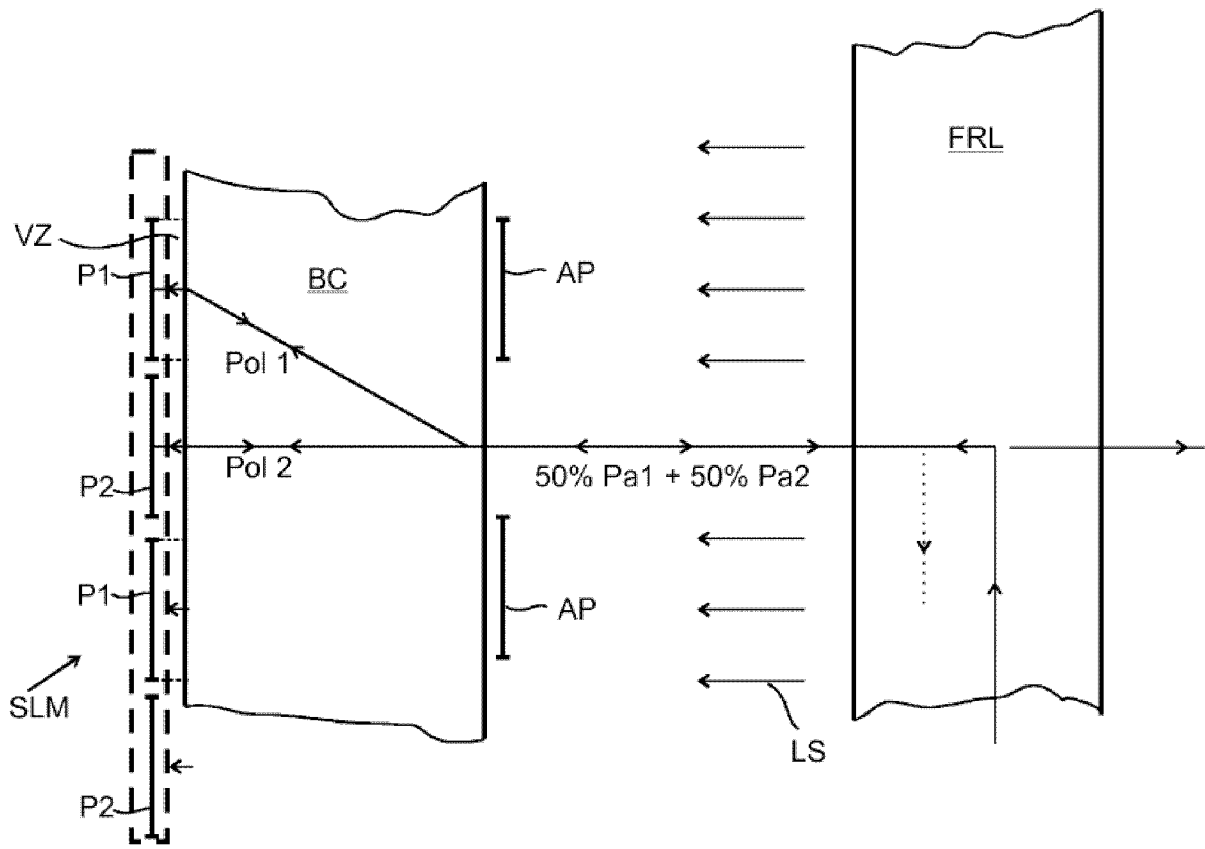 FRL
VZ
P1
BC
AP
Pol 1
Pol 2
50% Pa1 + 50% Pa2
P2
P1
AP
SLM
LS
P2